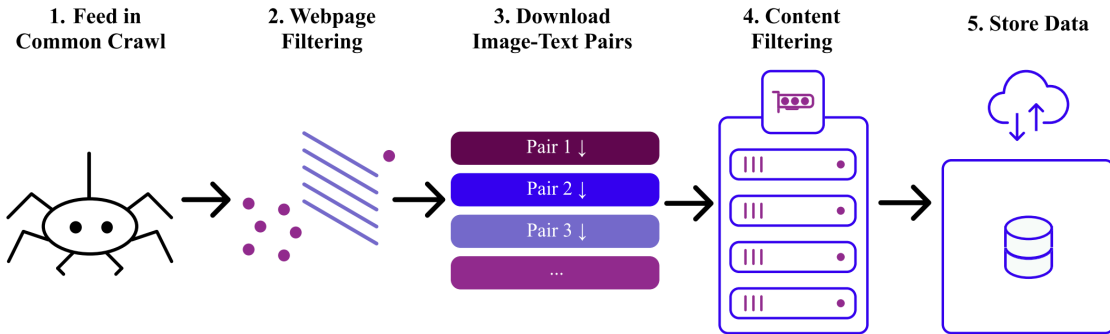 1. Feed in
Common Crawl
2. Webpage
Filtering
3. Download
Image-Text Pairs
4. Content
Filtering
5. Store Data
Pair 1 ↓
Pair 2 ↓
Pair 3 ↓
...